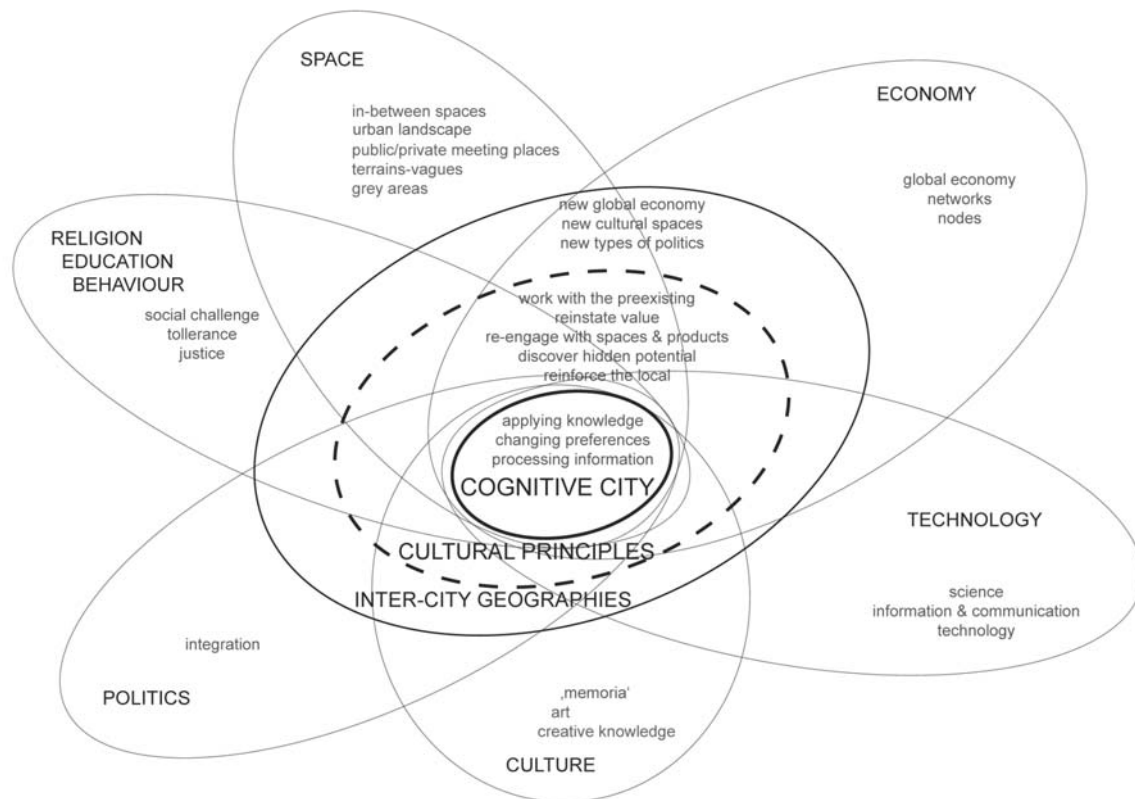 SPACE
in-between spaces
urban landscape
public/private meeting places
terrains-vagues
grey areas
ECONOMY
global economy
networks
nodes
RELIGION
EDUCATION
BEHAVIOUR
social challenge
tollerance
justice
new global economy
new cultural spaces
new types of politics
work with the preexisting
reinstate value
re-engage with spaces & products
discover hidden potential
reinforce the local
applying knowledge
changing preferences
processing information
COGNITIVE CITY
CULTURAL PRINCIPLES
INTER-CITY GEOGRAPHIES
TECHNOLOGY
science
information & communication
technology
integration
POLITICS
‚memoria‘
art
creative knowledge
CULTURE